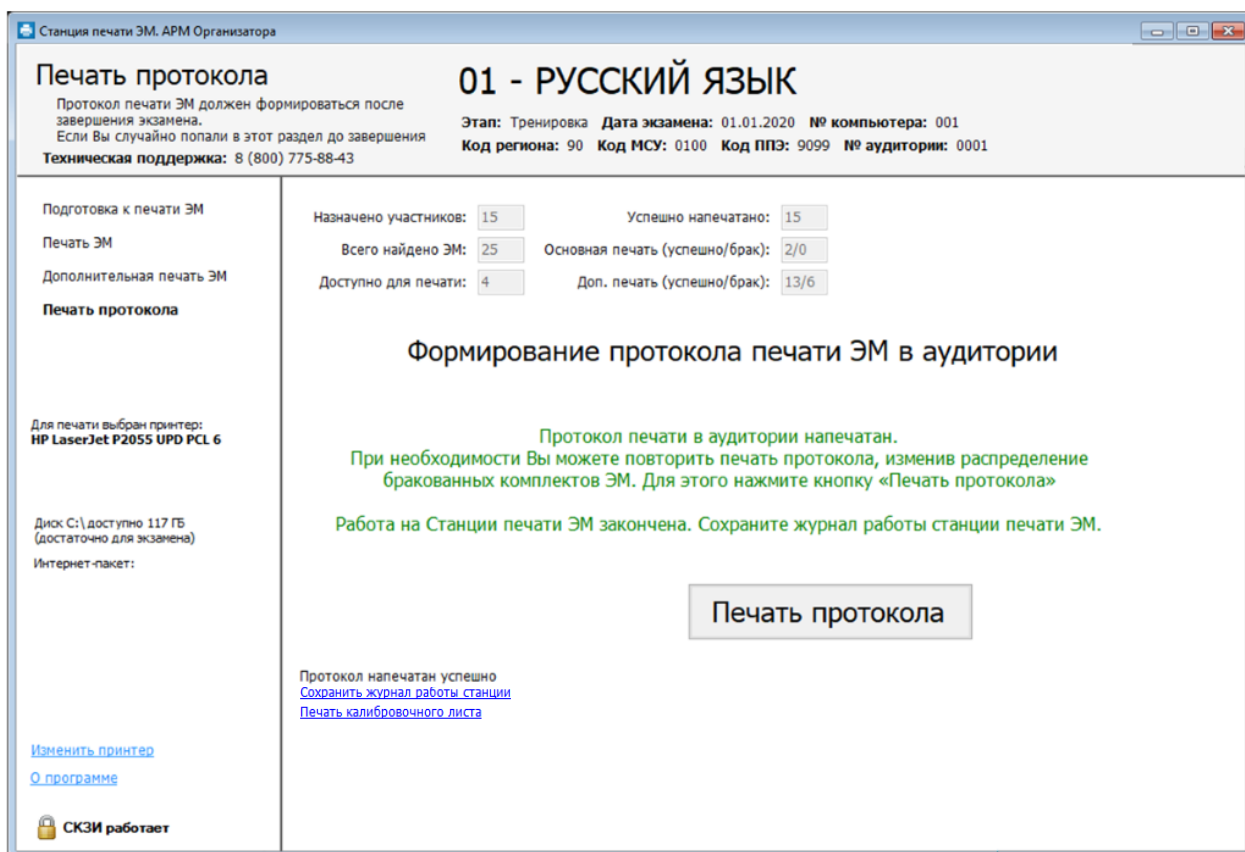 Станция печати ЭМ. АРМ Организатора
Печать протокола
Протокол печати ЭМ должен формироваться после
завершения экзамена.
Если Вы случайно попали в этот раздел до завершения
Техническая поддержка: 8 (800) 775-88-43
01 - РУССКИЙ ЯЗЫК
Этап: Тренировка Дата экзамена: 01.01.2020 № компьютера: 001
Код региона: 90 Код МСУ: 0100 Код ППЭ: 9099 № аудитории: 0001
Подготовка к печати ЭМ
Печать ЭМ
Дополнительная печать ЭМ
Печать протокола
Для печати выбран принтер:
HP LaserJet P2055 UPD PCL 6
Диск C:\ доступно 117 ГБ
(достаточно для экзамена)
Интернет-пакет:
Изменить принтер
О программе
СКЗИ работает
Назначено участников: 15 Успешно напечатано: 15
Всего найдено ЭМ: 25 Основная печать (успешно/брак): 2/0
Доступно для печати: 4 Доп. печать (успешно/брак): 13/6
Формирование протокола печати ЭМ в аудитории
Протокол печати в аудитории напечатан.
При необходимости Вы можете повторить печать протокола, изменив распределение
бракованных комплектов ЭМ. Для этого нажмите кнопку «Печать протокола»
Работа на Станции печати ЭМ закончена. Сохраните журнал работы станции печати ЭМ.
Печать протокола
Протокол напечатан успешно
Сохранить журнал работы станции
Печать калибровочного листа